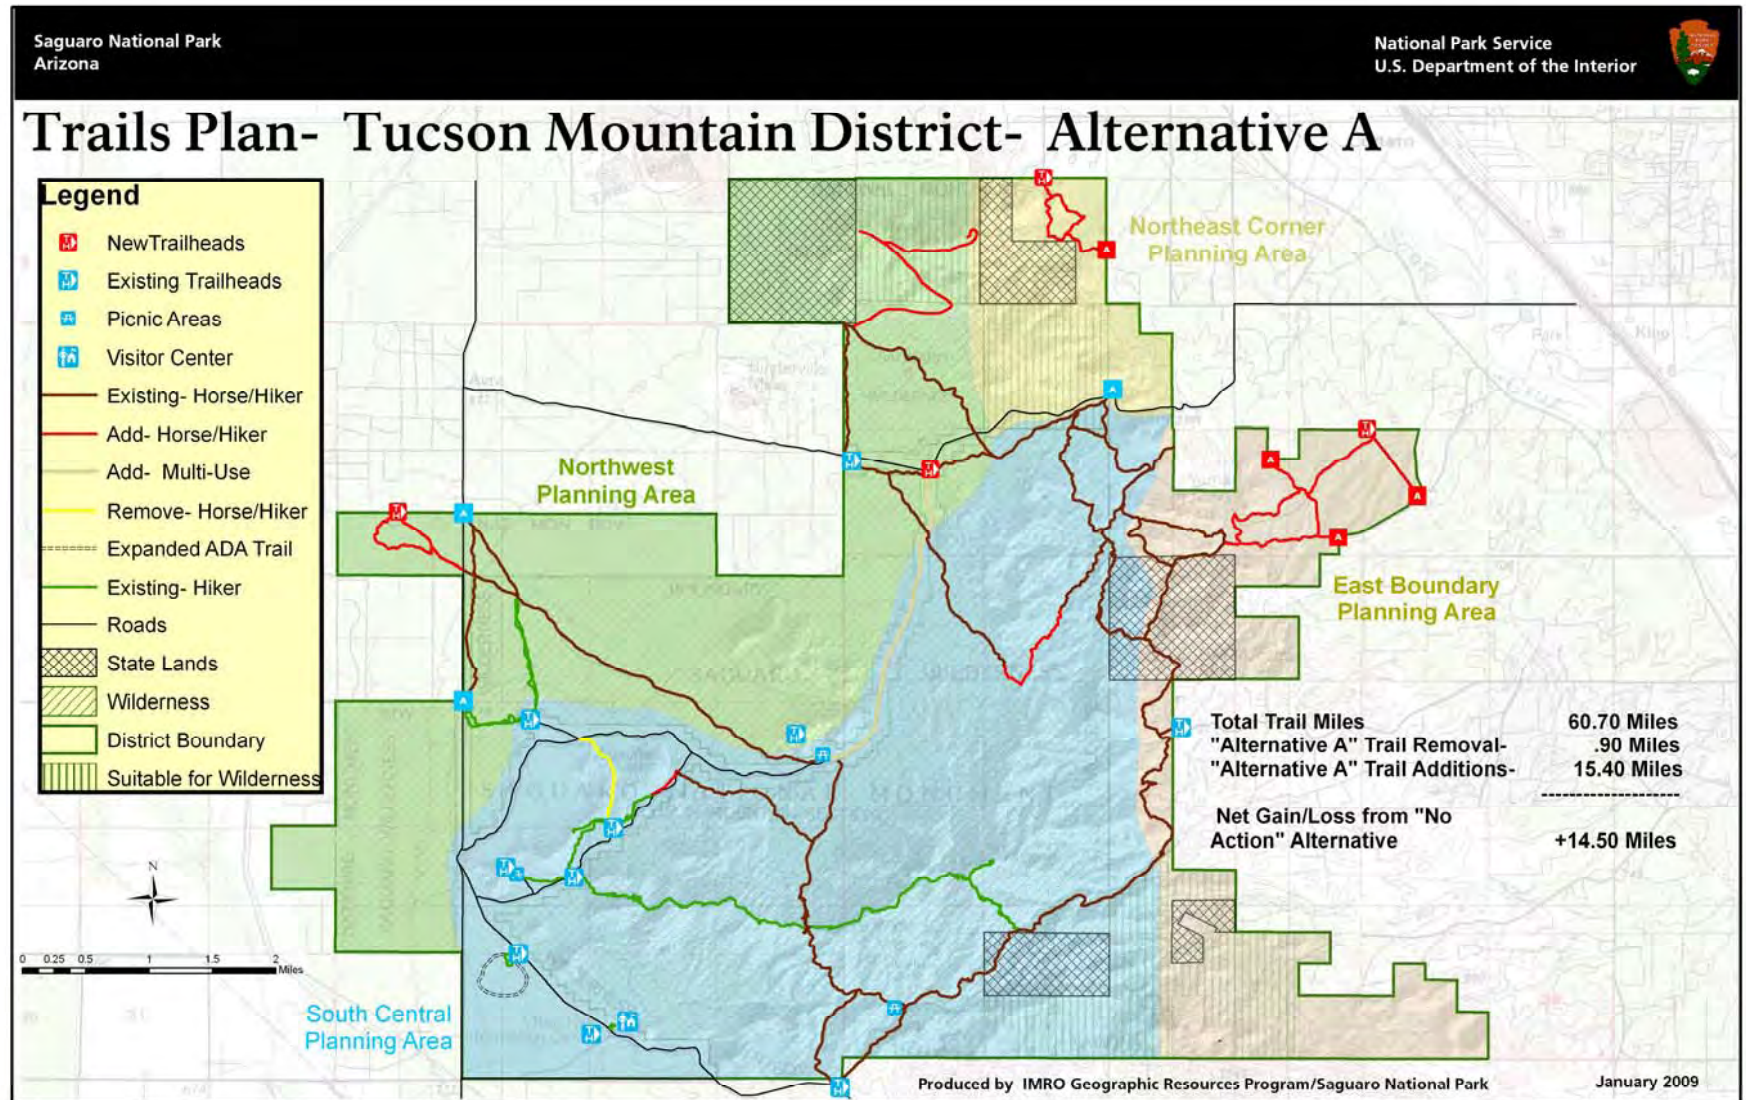 Saguaro National Park
Arizona
National Park Service
U.S. Department of the Interior
Trails Plan- Tucson Mountain District- Alternative A
Legend
NewTrailheads
Existing Trailheads
Picnic Areas
Visitor Center
Existing- Horse/Hiker
Add- Horse/Hiker
Add- Multi-Use
Remove- Horse/Hiker
Expanded ADA Trail
Existing- Hiker
Roads
State Lands
Wilderness
District Boundary
Suitable for Wilderness
Northeast Corner
Planning Area
Northwest
Planning Area
East Boundary
Planning Area
South Central
Planning Area
Total Trail Miles 60.70 Miles
"Alternative A" Trail Removal- .90 Miles
"Alternative A" Trail Additions- 15.40 Miles
--------------------
Net Gain/Loss from "No
Action" Alternative +14.50 Miles
N
0 0.25 0.5 1 1.5 2
Miles
Produced by IMRO Geographic Resources Program/Saguaro National Park
January 2009